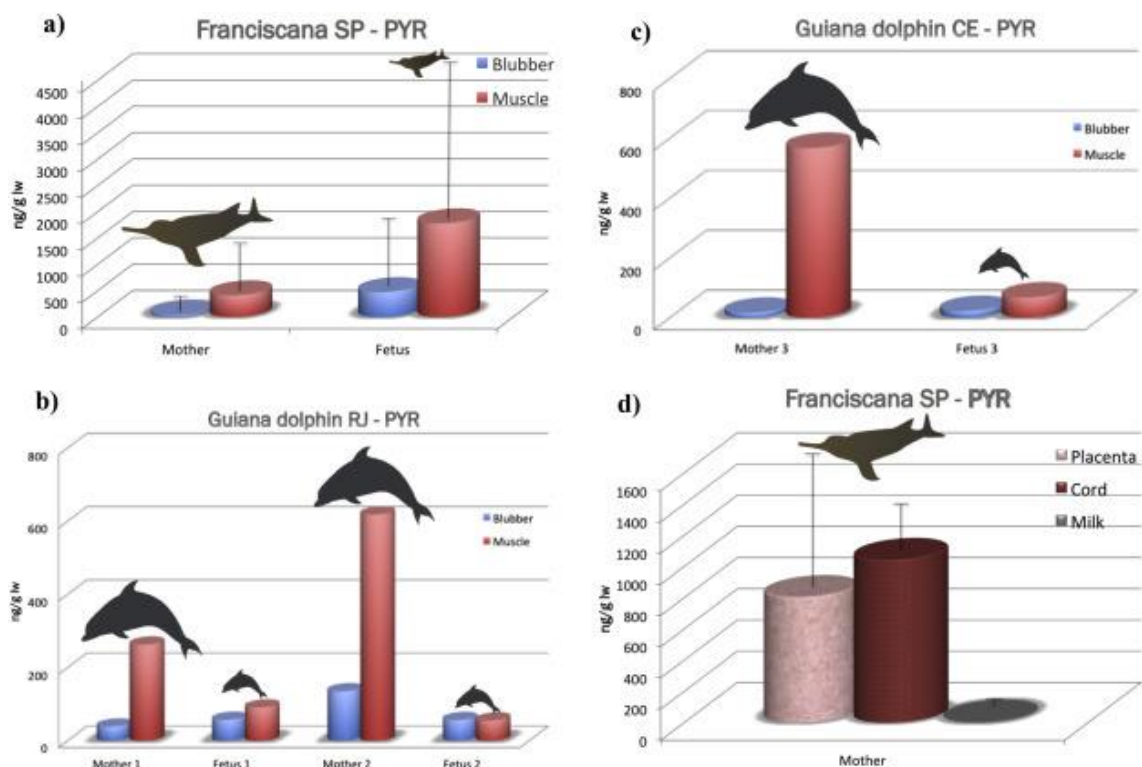 a)
Franciscana SP - PYR
Blubber
Muscle
4500
4000
3500
3000
2500
2000
1500
1000
500
0
ng/g lw
Mother Fetus
c)
Guiana dolphin CE - PYR
800
600
400
200
0
ng/g lw
Blubber
Muscle
Mother 3 Fetus 3
b)
Guiana dolphin RJ - PYR
800
600
400
200
0
ng/g lw
Blubber
Muscle
Mother 1 Fetus 1 Mother 2 Fetus 2
d)
Franciscana SP - PYR
Placenta
Cord
Milk
1600
1400
1200
1000
800
600
400
200
0
ng/g lw
Mother